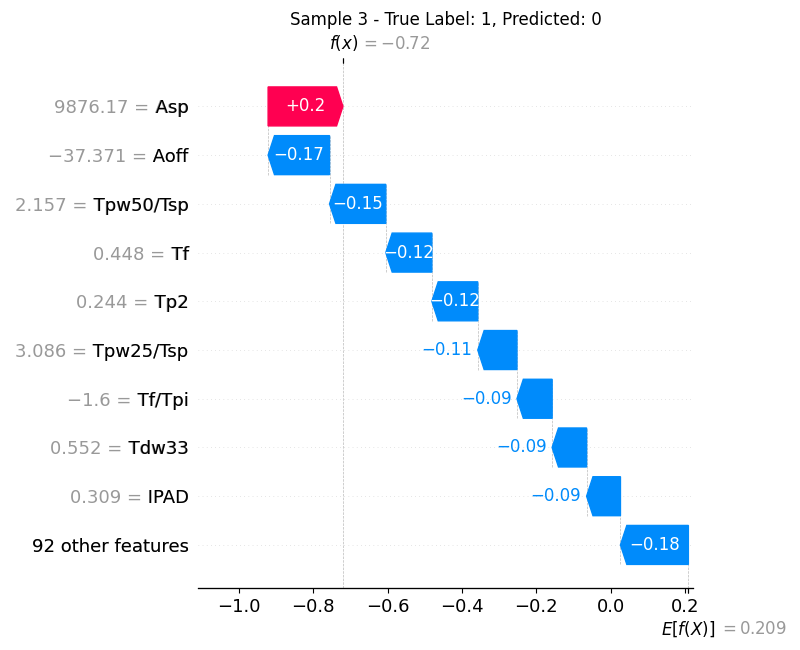 Sample 3 - True Label: 1, Predicted: 0
f(x) = −0.72
9876.17 = Asp
+0.2
−37.371 = Aoff
−0.17
2.157 = Tpw50/Tsp
−0.15
0.448 = Tf
−0.12
0.244 = Tp2
−0.12
3.086 = Tpw25/Tsp
−0.11
−1.6 = Tf/Tpi
−0.09
0.552 = Tdw33
−0.09
0.309 = IPAD
−0.09
92 other features
−0.18
−1.0 −0.8 −0.6 −0.4 −0.2 0.0 0.2
E[f(X)] = 0.209